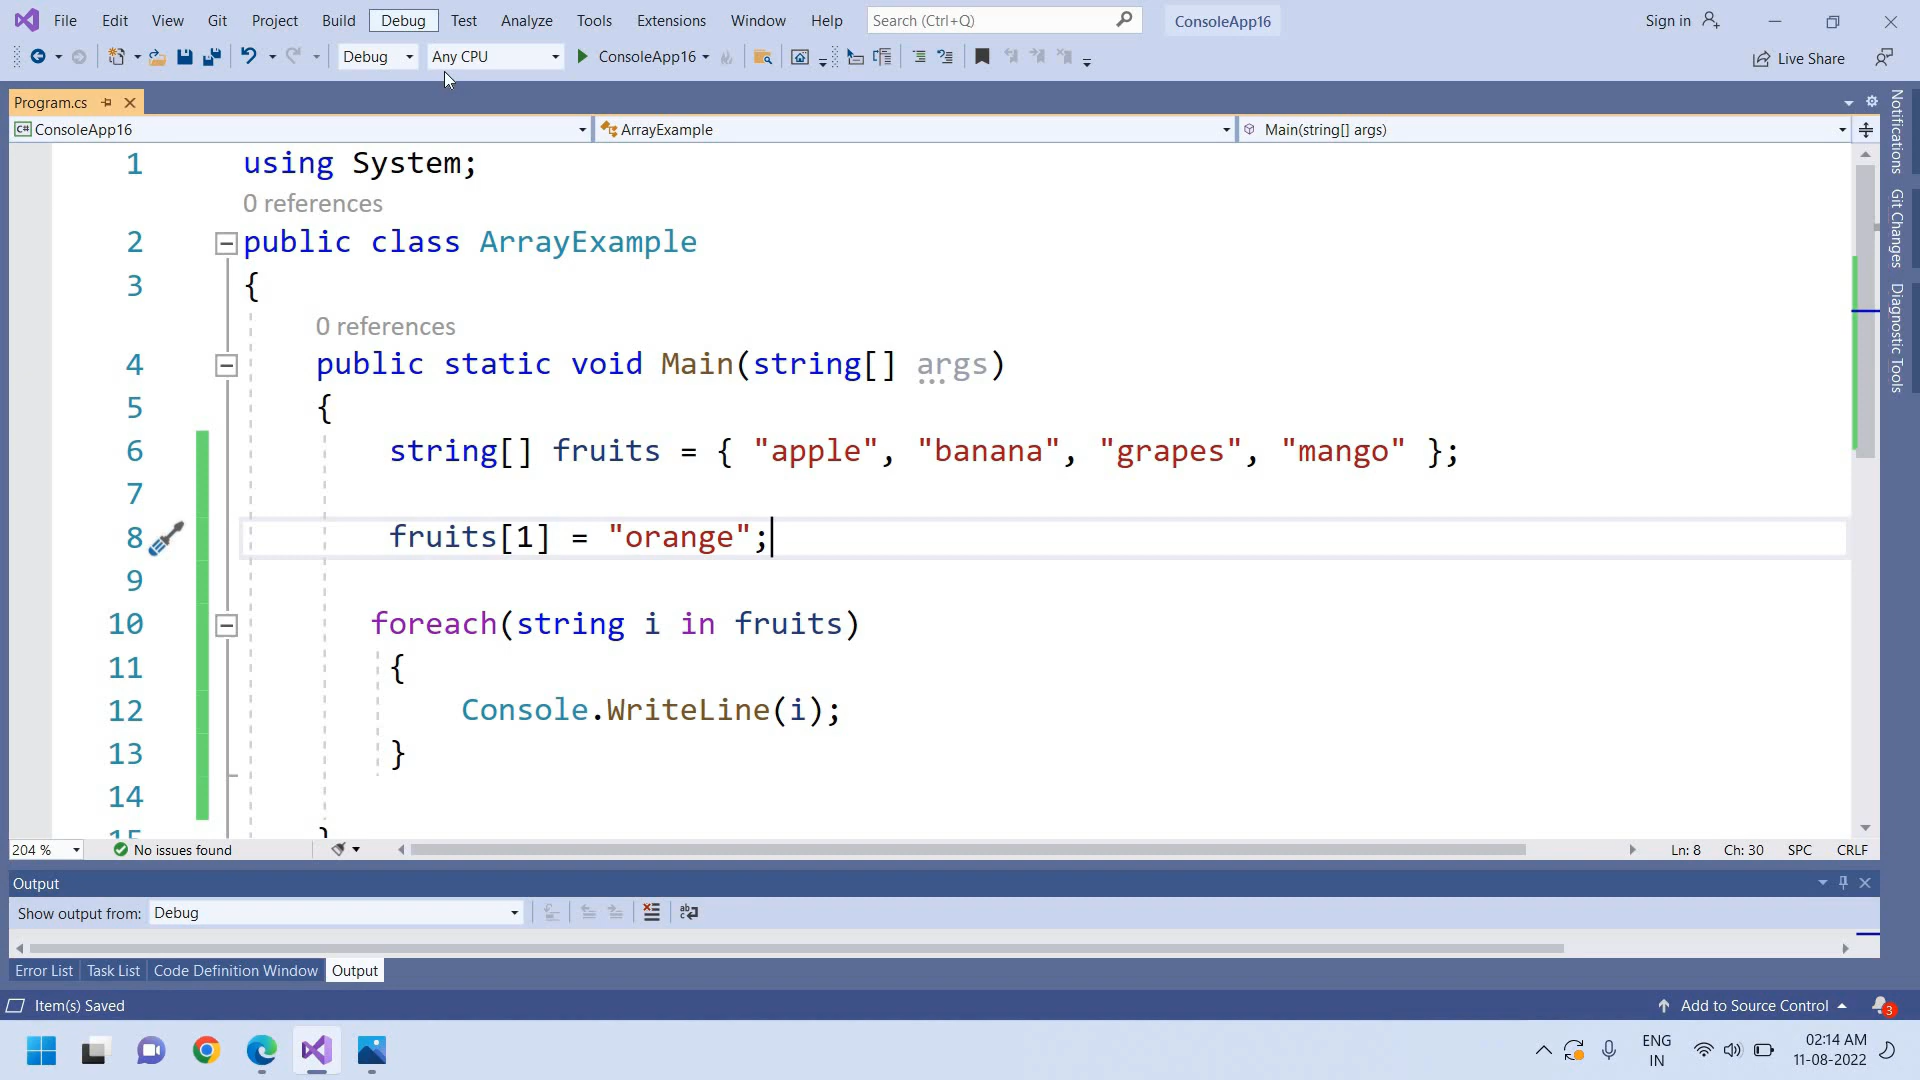 File Edit View Git Project Build Debug Test Analyze Tools Extensions Window Help Search (Ctrl+Q) ConsoleApp16 Sign in
Debug Any CPU ConsoleApp16 Live Share
Program.cs
C# ConsoleApp16 ArrayExample Main(string[] args)
1 using System;
0 references
2 public class ArrayExample
3 {
0 references
4 public static void Main(string[] args)
5 {
6 string[] fruits = { "apple", "banana", "grapes", "mango" };
7
8 fruits[1] = "orange";
9
10 foreach(string i in fruits)
11 {
12 Console.WriteLine(i);
13 }
14
15 }
204 % No issues found Ln: 8 Ch: 30 SPC CRLF
Output
Show output from: Debug
Error List Task List Code Definition Window Output
Item(s) Saved Add to Source Control 3
ENG
IN
02:14 AM
11-08-2022
Notifications
Git Changes
Diagnostic Tools